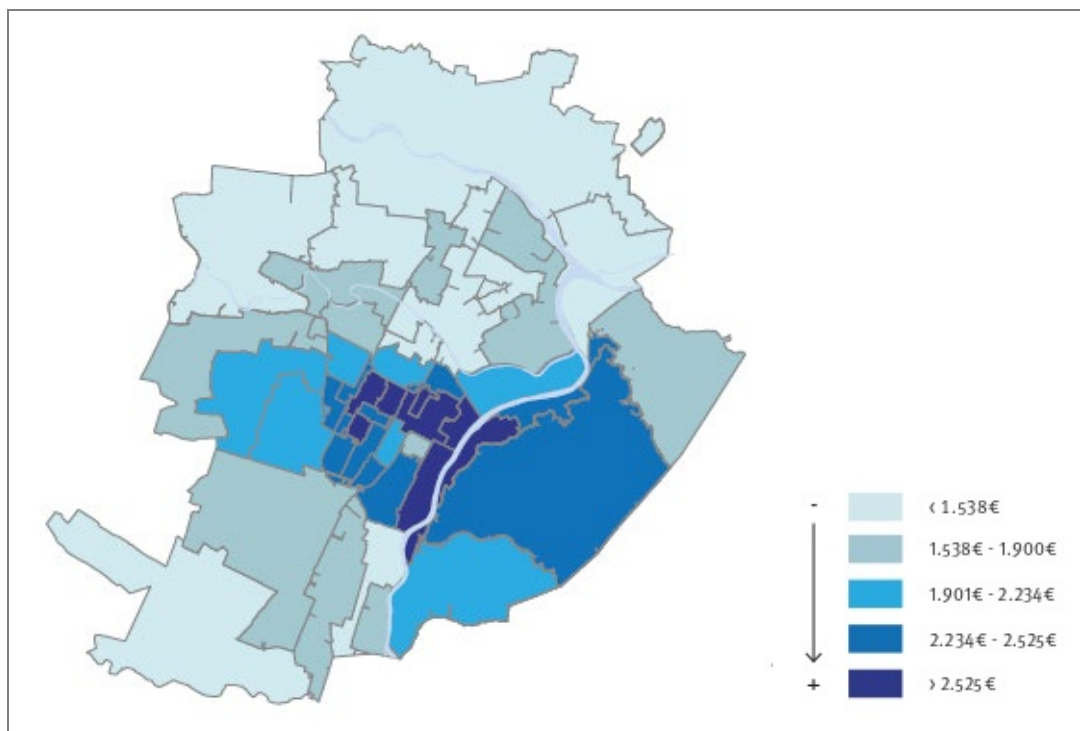 -
‹ 1.538€
1.538€ - 1.900€
1.901€ - 2.234€
2.234€ - 2.525€
+
› 2.525€